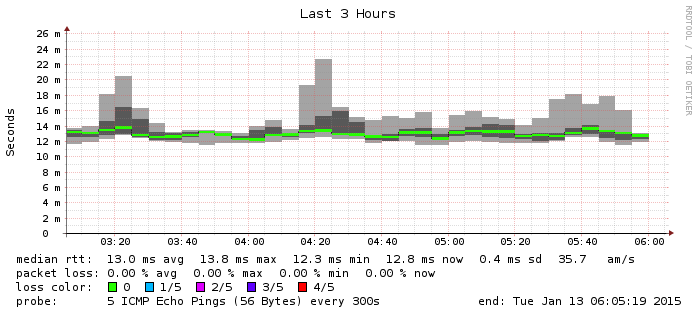 Last 3 Hours
RRDTOOL / TOBI OETIKER
Seconds
26 m
24 m
22 m
20 m
18 m
16 m
14 m
12 m
10 m
8 m
6 m
4 m
2 m
0
03:20 03:40 04:00 04:20 04:40 05:00 05:20 05:40 06:00
median rtt: 13.0 ms avg 13.8 ms max 12.3 ms min 12.8 ms now 0.4 ms sd 35.7 am/s
packet loss: 0.00 % avg 0.00 % max 0.00 % min 0.00 % now
loss color: 0 1/5 2/5 3/5 4/5
probe: 5 ICMP Echo Pings (56 Bytes) every 300s end: Tue Jan 13 06:05:19 2015